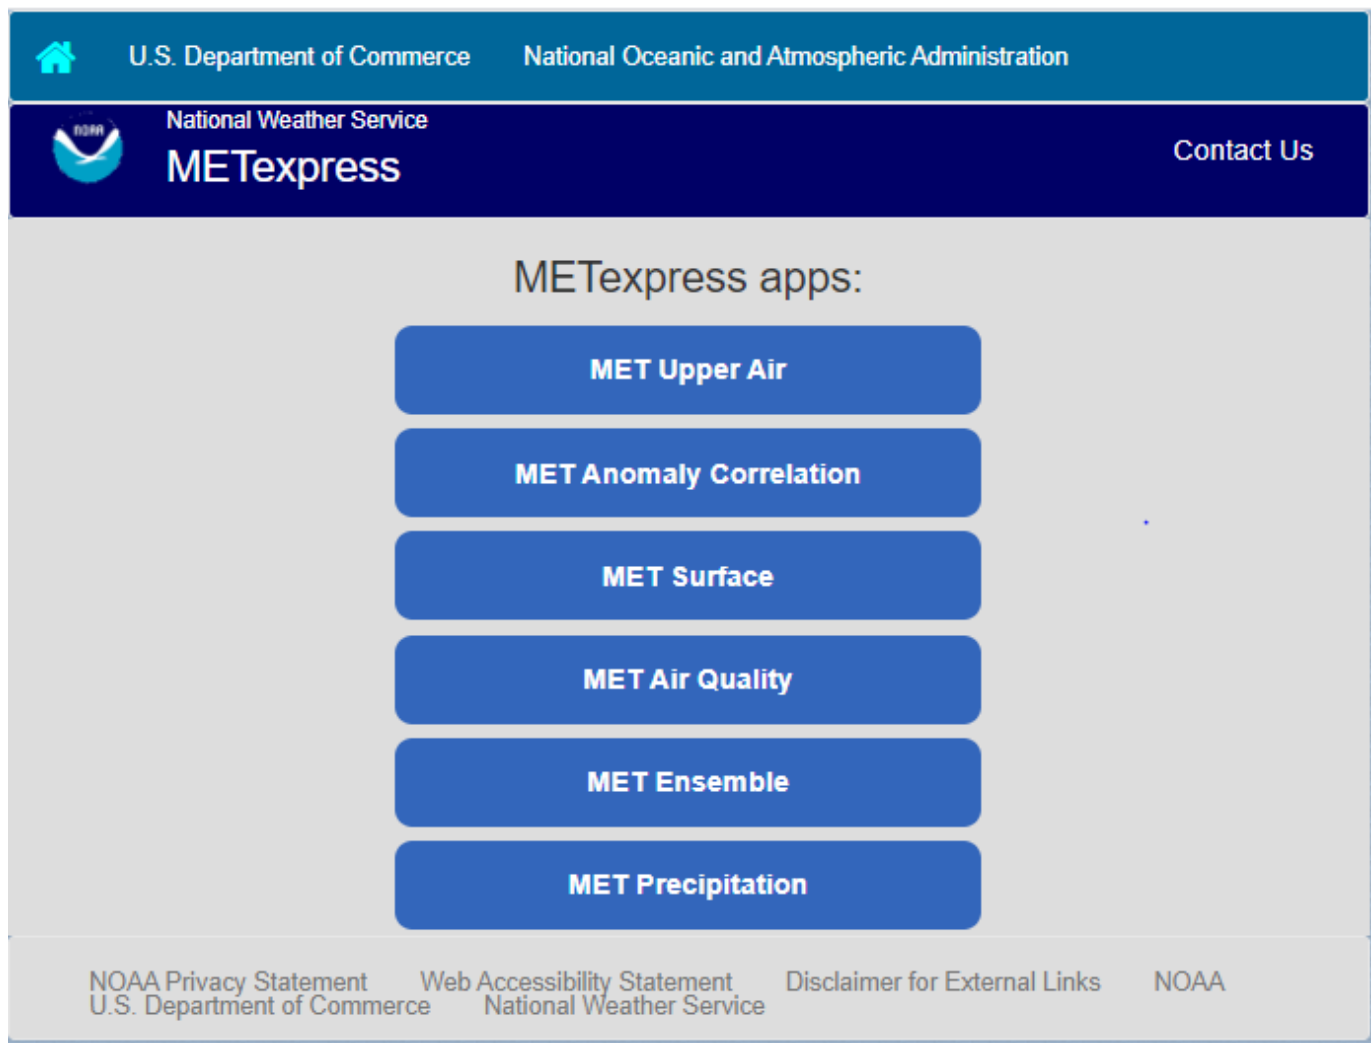 U.S. Department of Commerce National Oceanic and Atmospheric Administration
NOAA
National Weather Service
METexpress
Contact Us
METexpress apps:
MET Upper Air
MET Anomaly Correlation
MET Surface
MET Air Quality
MET Ensemble
MET Precipitation
NOAA Privacy Statement Web Accessibility Statement Disclaimer for External Links NOAA
U.S. Department of Commerce National Weather Service